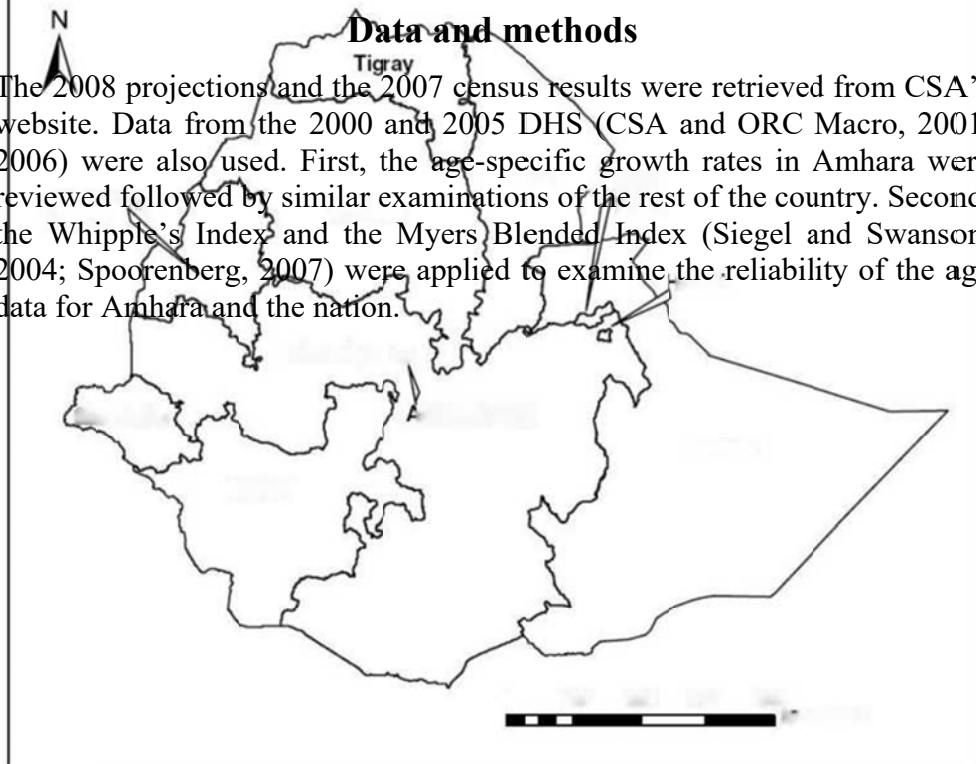 N
Data and methods
Tigray
The 2008 projections and the 2007 census results were retrieved from CSA'
website. Data from the 2000 and 2005 DHS (CSA and ORC Macro, 2001
2006) were also used. First, the age-specific growth rates in Amhara wer
reviewed followed by similar examinations of the rest of the country. Second
the Whipple's Index and the Myers Blended Index (Siegel and Swanson
2004; Spoorenberg, 2007) were applied to examine the reliability of the ag
data for Amhara and the nation.
A